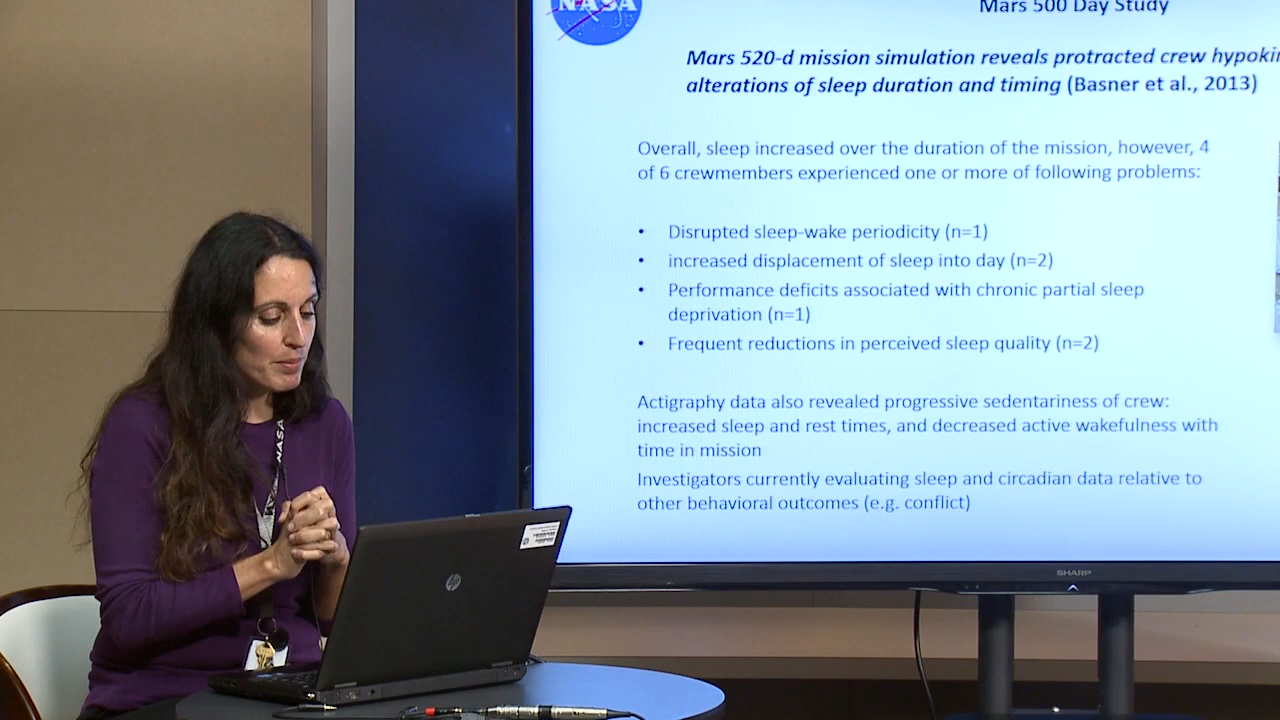 NASA
Mars 500 Day Study
Mars 520-d mission simulation reveals protracted crew
alterations of sleep duration and timing (Basner et al., 2013)
Overall, sleep increased over the duration of the mission, however, 4
of 6 crewmembers experienced one or more of following problems:
• Disrupted sleep-wake periodicity (n=1)
• increased displacement of sleep into day (n=2)
• Performance deficits associated with chronic partial sleep
deprivation (n=1)
• Frequent reductions in perceived sleep quality (n=2)
Actigraphy data also revealed progressive sedentariness of crew:
increased sleep and rest times, and decreased active wakefulness with
time in mission
Investigators currently evaluating sleep and circadian data relative to
other behavioral outcomes (e.g. conflict)
SHARP
NASA
hp